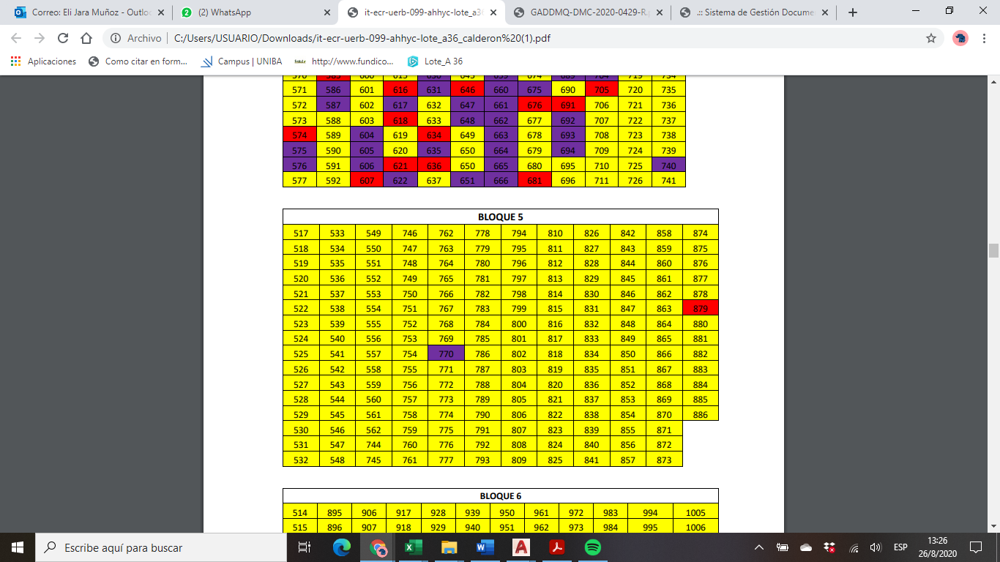 Correo: Eli Jara Muñoz - Outlo
(2) WhatsApp
it-ecr-uerb-099-ahhyc-lote_a3
GADDMQ-DMC-2020-0429-R.
.:: Sistema de Gestión Docume
Archivo C:/Users/USUARIO/Downloads/it-ecr-uerb-099-ahhyc-lote_a36_calderon%20(1).pdf
Aplicaciones Como citar en form... Campus | UNIBA http://www.fundico... Lote_A 36
570 585 600 615 630 645 659 674 689 704 719 734
571 586 601 616 631 646 660 675 690 705 720 735
572 587 602 617 632 647 661 676 691 706 721 736
573 588 603 618 633 648 662 677 692 707 722 737
574 589 604 619 634 649 663 678 693 708 723 738
575 590 605 620 635 650 664 679 694 709 724 739
576 591 606 621 636 650 665 680 695 710 725 740
577 592 607 622 637 651 666 681 696 711 726 741
BLOQUE 5
517 533 549 746 762 778 794 810 826 842 858 874
518 534 550 747 763 779 795 811 827 843 859 875
519 535 551 748 764 780 796 812 828 844 860 876
520 536 552 749 765 781 797 813 829 845 861 877
521 537 553 750 766 782 798 814 830 846 862 878
522 538 554 751 767 783 799 815 831 847 863 879
523 539 555 752 768 784 800 816 832 848 864 880
524 540 556 753 769 785 801 817 833 849 865 881
525 541 557 754 770 786 802 818 834 850 866 882
526 542 558 755 771 787 803 819 835 851 867 883
527 543 559 756 772 788 804 820 836 852 868 884
528 544 560 757 773 789 805 821 837 853 869 885
529 545 561 758 774 790 806 822 838 854 870 886
530 546 562 759 775 791 807 823 839 855 871
531 547 744 760 776 792 808 824 840 856 872
532 548 745 761 777 793 809 825 841 857 873
BLOQUE 6
514 895 906 917 928 939 950 961 972 983 994 1005
515 896 907 918 929 940 951 962 973 984 995 1006
Escribe aquí para buscar
ESP
13:26
26/8/2020